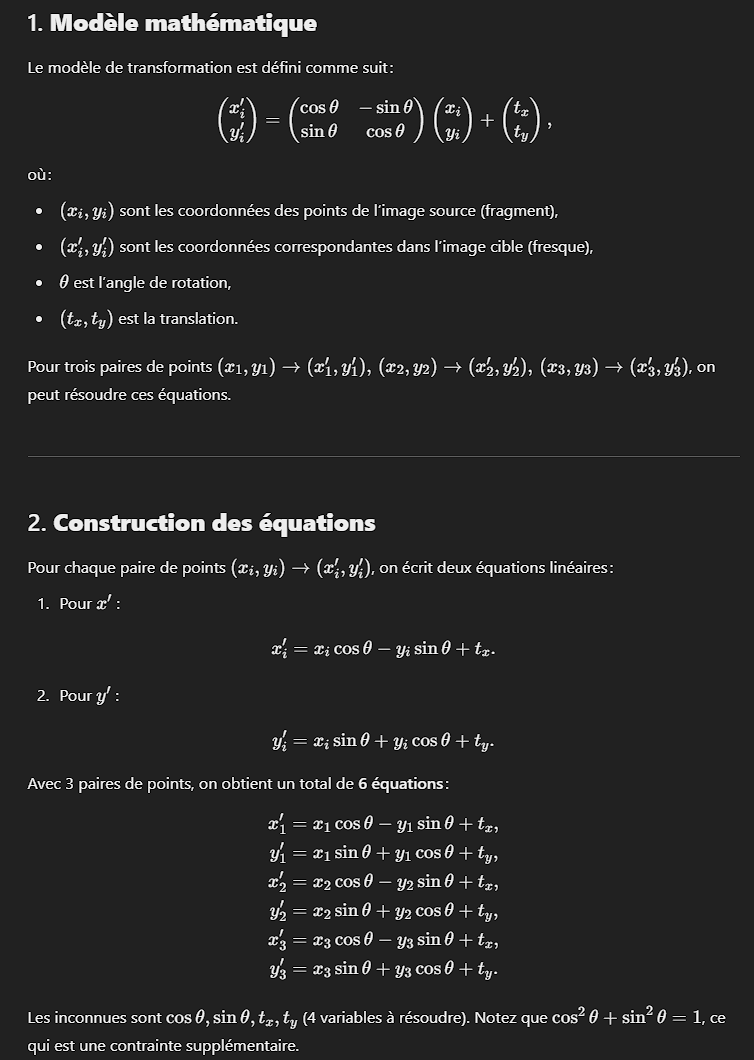 1. Modèle mathématique
Le modèle de transformation est défini comme suit :
$$\begin{pmatrix} x'_i \\ y'_i \end{pmatrix} = \begin{pmatrix} \cos\theta & -\sin\theta \\ \sin\theta & \cos\theta \end{pmatrix} \begin{pmatrix} x_i \\ y_i \end{pmatrix} + \begin{pmatrix} t_x \\ t_y \end{pmatrix},$$
où :
• $(x_i, y_i)$ sont les coordonnées des points de l'image source (fragment),
• $(x'_i, y'_i)$ sont les coordonnées correspondantes dans l'image cible (fresque),
• $\theta$ est l'angle de rotation,
• $(t_x, t_y)$ est la translation.
Pour trois paires de points $(x_1, y_1) \to (x'_1, y'_1)$, $(x_2, y_2) \to (x'_2, y'_2)$, $(x_3, y_3) \to (x'_3, y'_3)$, on
peut résoudre ces équations.
2. Construction des équations
Pour chaque paire de points $(x_i, y_i) \to (x'_i, y'_i)$, on écrit deux équations linéaires :
1. Pour $x'$ :
$$x'_i = x_i \cos\theta - y_i \sin\theta + t_x.$$
2. Pour $y'$ :
$$y'_i = x_i \sin\theta + y_i \cos\theta + t_y.$$
Avec 3 paires de points, on obtient un total de 6 équations :
$$x'_1 = x_1 \cos\theta - y_1 \sin\theta + t_x,$$
$$y'_1 = x_1 \sin\theta + y_1 \cos\theta + t_y,$$
$$x'_2 = x_2 \cos\theta - y_2 \sin\theta + t_x,$$
$$y'_2 = x_2 \sin\theta + y_2 \cos\theta + t_y,$$
$$x'_3 = x_3 \cos\theta - y_3 \sin\theta + t_x,$$
$$y'_3 = x_3 \sin\theta + y_3 \cos\theta + t_y.$$
Les inconnues sont $\cos\theta, \sin\theta, t_x, t_y$ (4 variables à résoudre). Notez que $\cos^2\theta + \sin^2\theta = 1$, ce
qui est une contrainte supplémentaire.